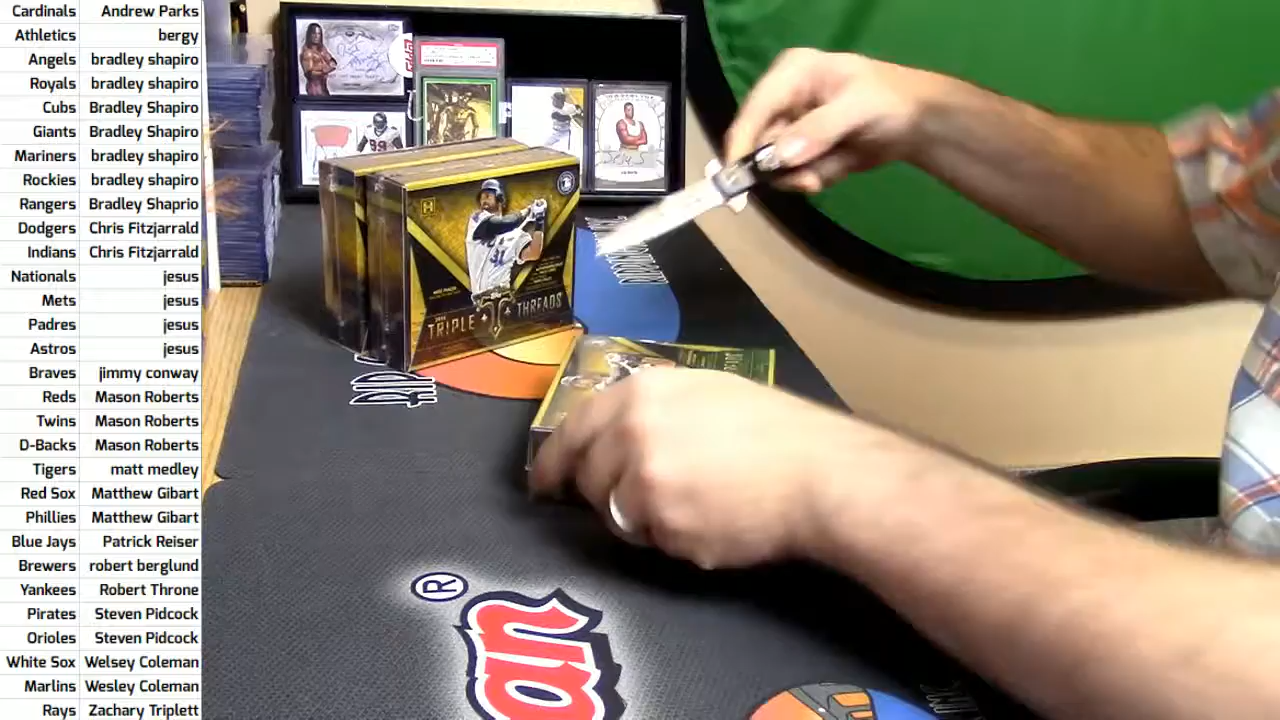 Cardinals Andrew Parks
Athletics bergy
Angels bradley shapiro
Royals bradley shapiro
Cubs Bradley Shapiro
Giants Bradley Shapiro
Mariners bradley shapiro
Rockies bradley shapiro
Rangers Bradley Shaprio
Dodgers Chris Fitzjarrald
Indians Chris Fitzjarrald
Nationals jesus
Mets jesus
Padres jesus
Astros jesus
Braves jimmy conway
Reds Mason Roberts
Twins Mason Roberts
D-Backs Mason Roberts
Tigers matt medley
Red Sox Matthew Gibart
Phillies Matthew Gibart
Blue Jays Patrick Reiser
Brewers robert berglund
Yankees Robert Throne
Pirates Steven Pidcock
Orioles Steven Pidcock
White Sox Welsey Coleman
Marlins Wesley Coleman
Rays Zachary Triplett
99
H
31
TRIPLE THREADS
®
an